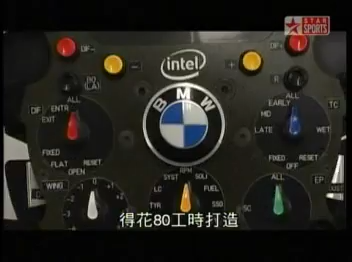 STAR
SPORTS
DIF-
DIF+
intel
BMW
R
ALL
ALL
ENTR
EARLY
EXIT
MID
DIF
TC
LATE
WET
FIXED
FIXED
FLAT
RESET
RESET
OPEN
OFF
WING
RPM
SYST
SOLI
ALL
EP
LC
FUEL
TYR
SSD
SC
得花80工時打造